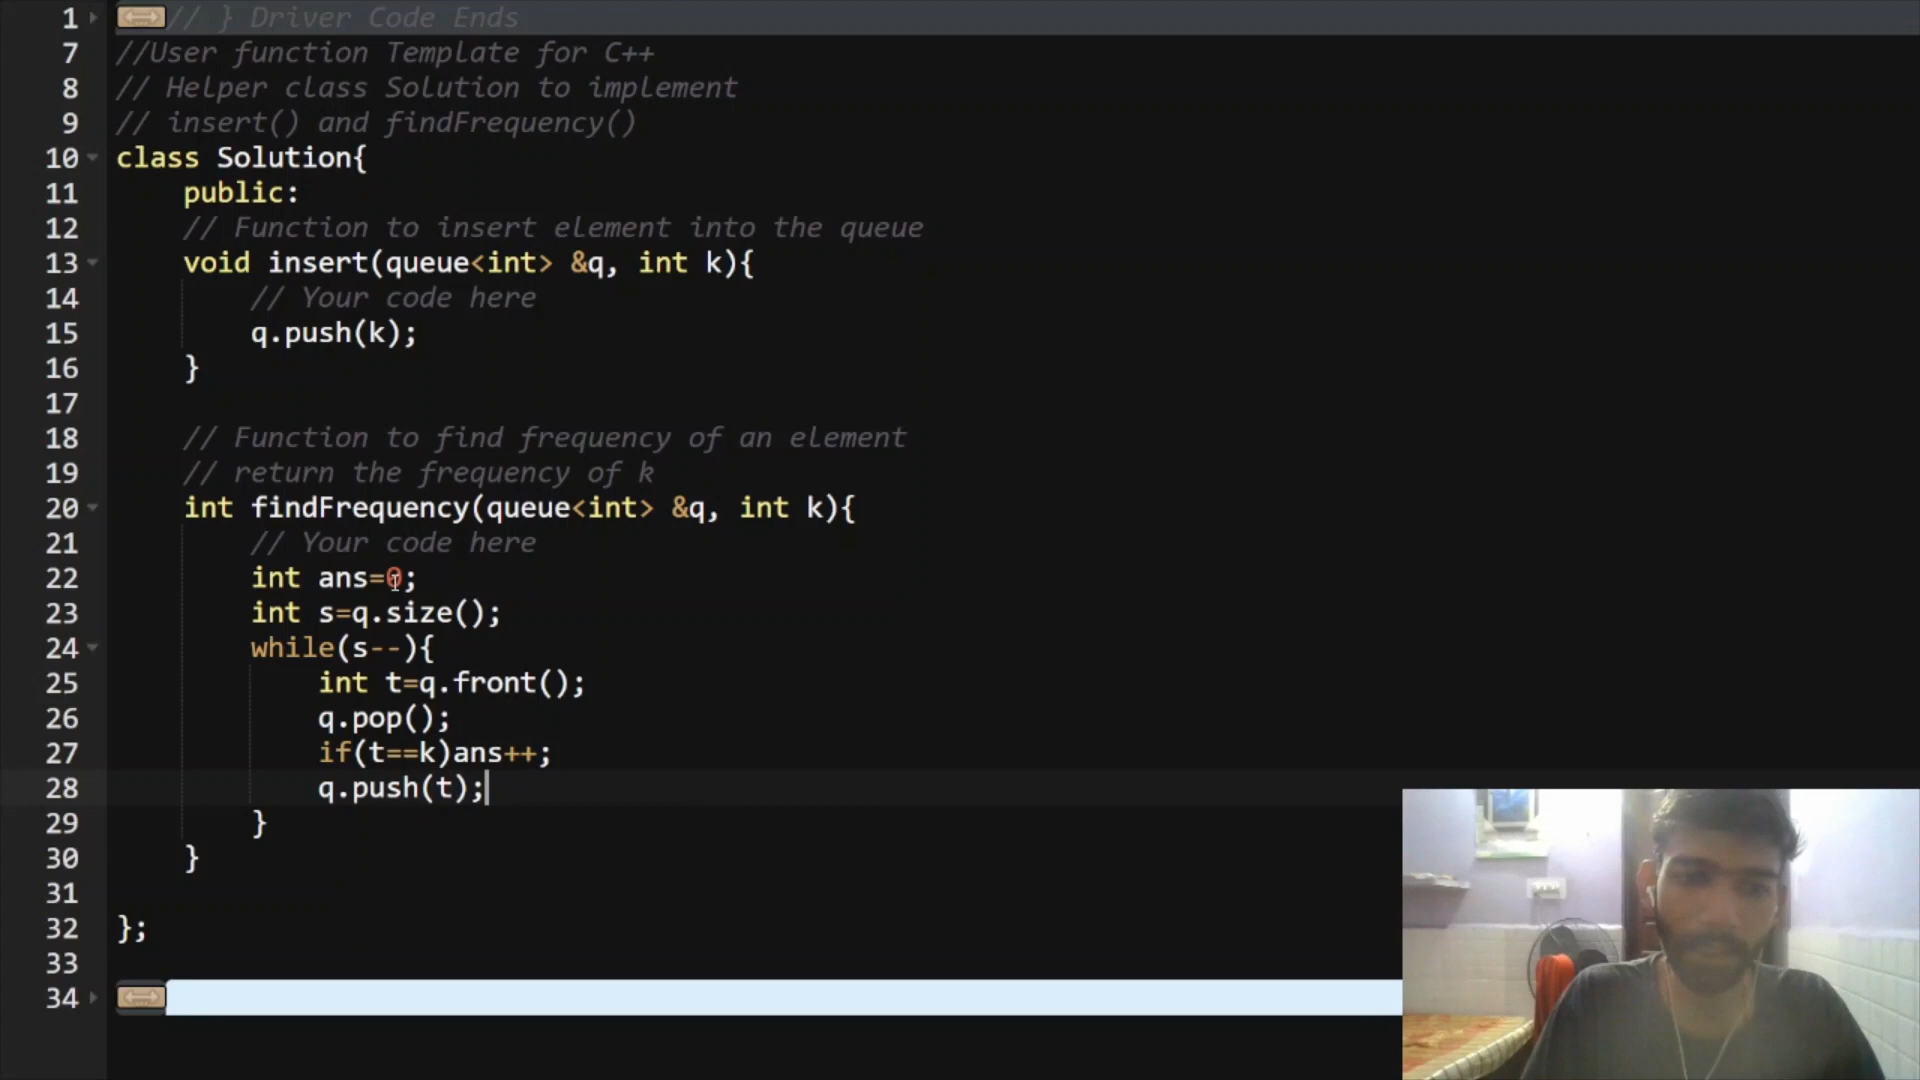 1 // } Driver Code Ends
7 //User function Template for C++
8 // Helper class Solution to implement
9 // insert() and findFrequency()
10 class Solution{
11 public:
12 // Function to insert element into the queue
13 void insert(queue<int> &q, int k){
14 // Your code here
15 q.push(k);
16 }
17
18 // Function to find frequency of an element
19 // return the frequency of k
20 int findFrequency(queue<int> &q, int k){
21 // Your code here
22 int ans=0;
23 int s=q.size();
24 while(s--){
25 int t=q.front();
26 q.pop();
27 if(t==k)ans++;
28 q.push(t);
29 }
30 }
31
32 };
33
34